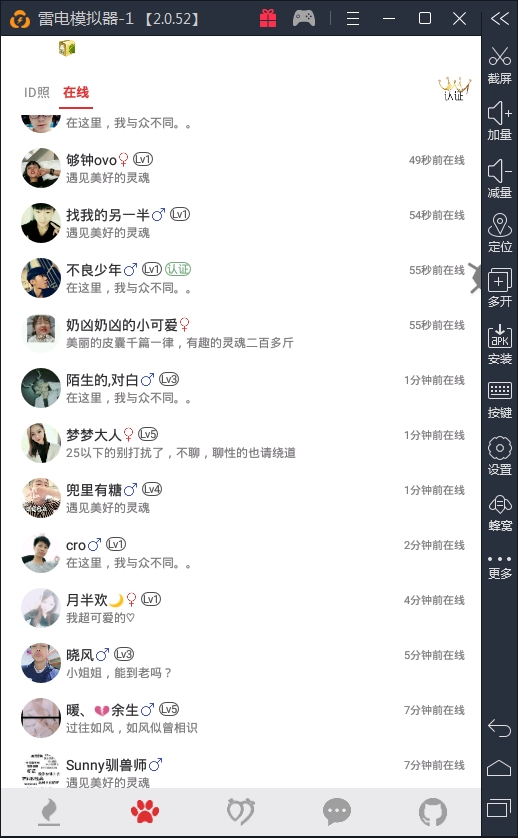 雷电模拟器-1 【2.0.52】
ID照 在线
认证
在这里，我与众不同。。
够钟ovo♀ Lv1 49秒前在线
遇见美好的灵魂
找我的另一半♂ Lv1 54秒前在线
遇见美好的灵魂
不良少年♂ Lv1 认证 55秒前在线
在这里，我与众不同。。
奶凶奶凶的小可爱♀ 55秒前在线
美丽的皮囊千篇一律，有趣的灵魂二百多斤
陌生的,对白♂ Lv3 1分钟前在线
在这里，我与众不同。。
梦梦大人♀ Lv5 1分钟前在线
25以下的别打扰了，不聊，聊性的也请绕道
兜里有糖♂ Lv4 1分钟前在线
遇见美好的灵魂
cro♂ Lv1 2分钟前在线
在这里，我与众不同。。
月半欢🌙♀ Lv1 4分钟前在线
我超可爱的♡
晓风♂ Lv3 5分钟前在线
小姐姐，能到老吗？
暖、💔余生♂ Lv5 7分钟前在线
过往如风，如风似曾相识
Sunny驯兽师♂ 7分钟前在线
遇见美好的灵魂
截屏
加量
减量
定位
多开
APK
安装
按键
设置
蜂窝
更多